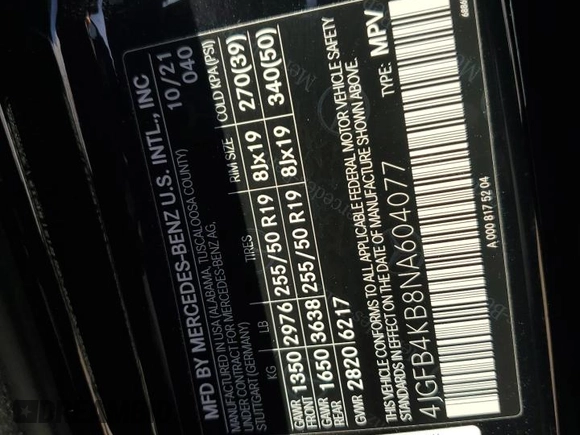 MFD BY MERCEDES-BENZ U.S. INTL., INC 10/21
4JGFB4KB8NA604077
MANUFACTURED IN USA (ALABAMA, TUSCALOOSA COUNTY) 040
UNDER CONTRACT FOR MERCEDES-BENZ AG,
STUTTGART (GERMANY)
KG LB TIRES RIM SIZE COLD KPA(PSI)
GAWR FRONT 1350 2976 255/50 R19 8Jx19 270(39)
GAWR REAR 1650 3638 255/50 R19 8Jx19 340(50)
GVWR 2820 6217
THIS VEHICLE CONFORMS TO ALL APPLICABLE FEDERAL MOTOR VEHICLE SAFETY
STANDARDS IN EFFECT ON THE DATE OF MANUFACTURE SHOWN ABOVE.
4JGFB4KB8NA604077 TYPE: MPV
A 000 817 52 04